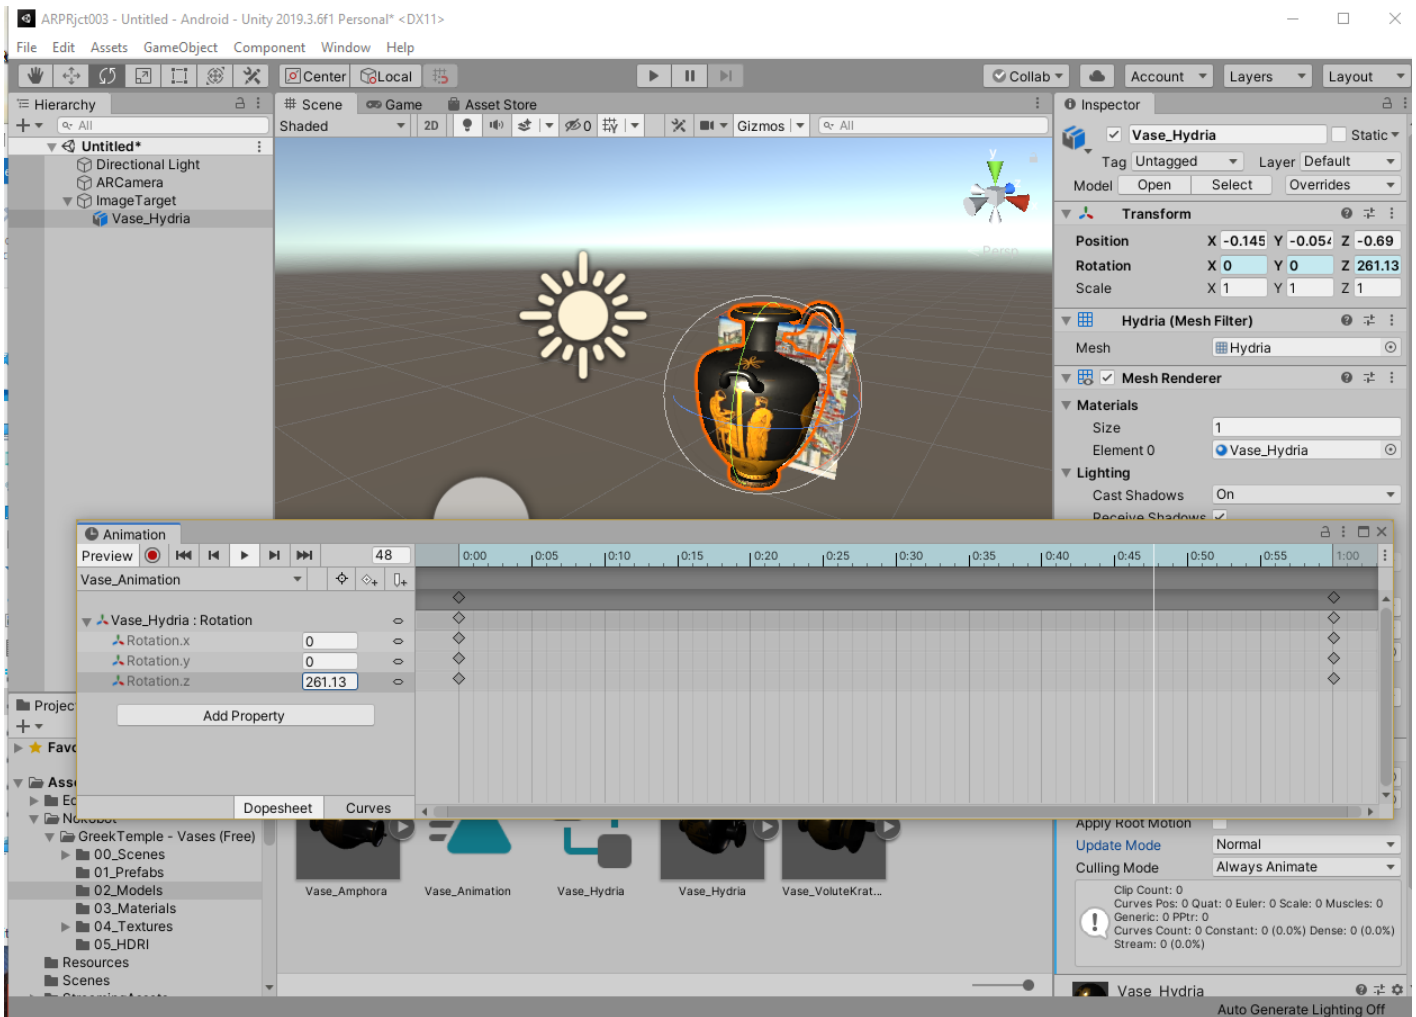 ARPRjct003 - Untitled - Android - Unity 2019.3.6f1 Personal* <DX11>
File Edit Assets GameObject Component Window Help
Center Local Collab Account Layers Layout
Hierarchy
All
Untitled*
Directional Light
ARCamera
ImageTarget
Vase_Hydria
Scene Game Asset Store
Shaded 2D 0 Gizmos All
y
Persp
Inspector
Vase_Hydria Static
Tag Untagged Layer Default
Model Open Select Overrides
Transform
Position X -0.145 Y -0.054 Z -0.69
Rotation X 0 Y 0 Z 261.13
Scale X 1 Y 1 Z 1
Hydria (Mesh Filter)
Mesh Hydria
Mesh Renderer
Materials
Size 1
Element 0 Vase_Hydria
Lighting
Cast Shadows On
Receive Shadows
Animation
Preview 48 0:00 0:05 0:10 0:15 0:20 0:25 0:30 0:35 0:40 0:45 0:50 0:55 1:00
Vase_Animation
Vase_Hydria : Rotation
Rotation.x 0
Rotation.y 0
Rotation.z 261.13
Add Property
Dopesheet Curves
Projec
Favo
Ass
Ed
GreekTemple - Vases (Free)
00_Scenes
01_Prefabs
02_Models
03_Materials
04_Textures
05_HDRI
Resources
Scenes
Vase_Amphora Vase_Animation Vase_Hydria Vase_Hydria Vase_VoluteKrat...
Apply Root Motion
Update Mode Normal
Culling Mode Always Animate
Clip Count: 0
Curves Pos: 0 Quat: 0 Euler: 0 Scale: 0 Muscles: 0
Generic: 0 PPtr: 0
Curves Count: 0 Constant: 0 (0.0%) Dense: 0 (0.0%)
Stream: 0 (0.0%)
Vase_Hydria
Auto Generate Lighting Off